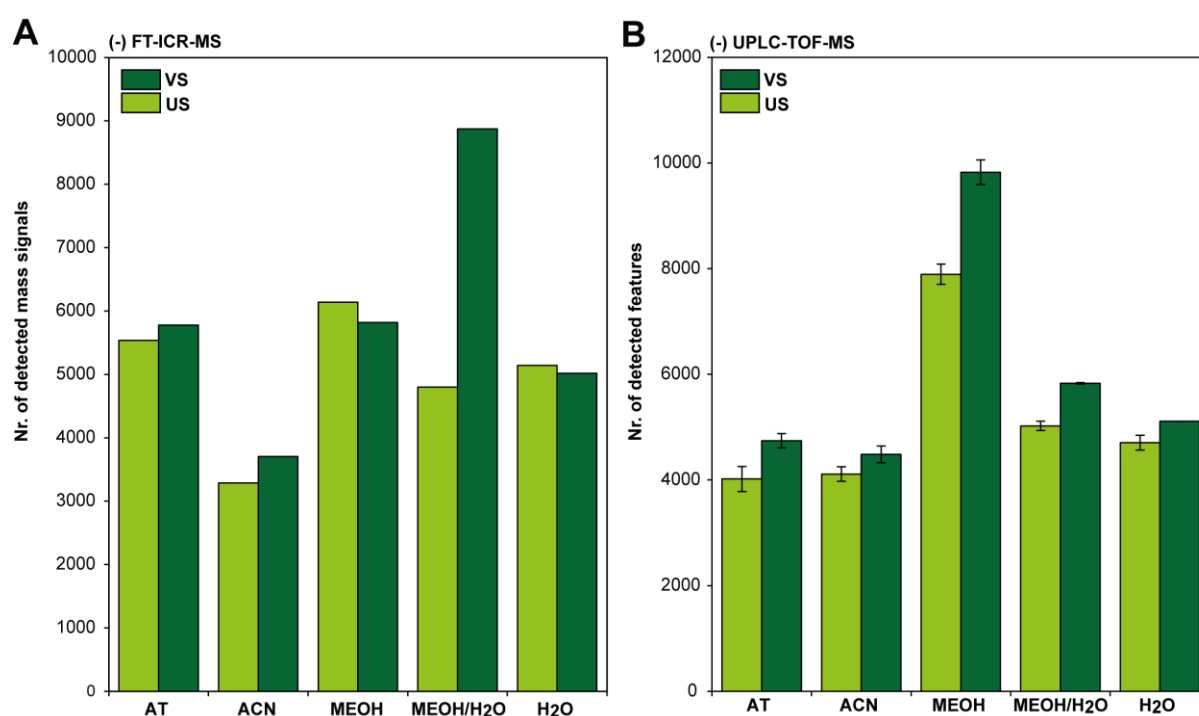 A
(-) FT-ICR-MS
Nr. of detected mass signals
10000
9000
8000
7000
6000
5000
4000
3000
2000
1000
0
VS
US
AT ACN MEOH MEOH/H2O H2O
B
(-) UPLC-TOF-MS
Nr. of detected features
12000
10000
8000
6000
4000
2000
0
VS
US
AT ACN MEOH MEOH/H2O H2O